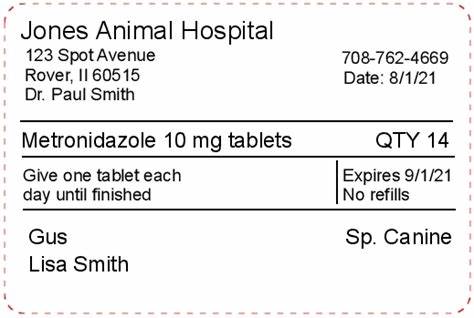 Jones Animal Hospital
123 Spot Avenue
Rover, Il 60515
Dr. Paul Smith
708-762-4669
Date: 8/1/21
Metronidazole 10 mg tablets QTY 14
Give one tablet each
day until finished
Expires 9/1/21
No refills
Gus Sp. Canine
Lisa Smith